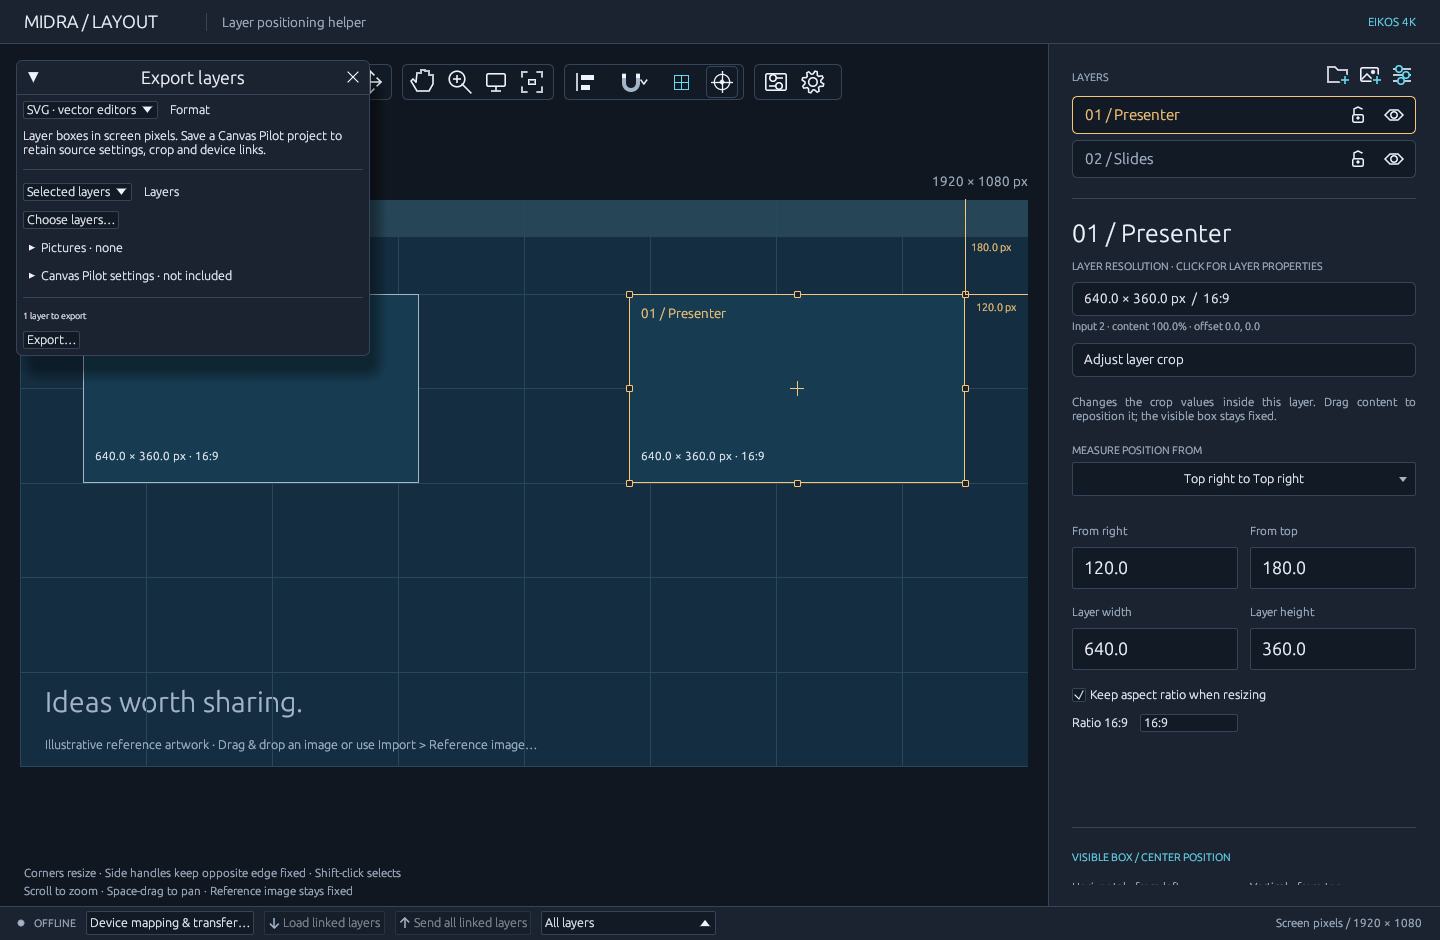 MIDRA / LAYOUT
Layer positioning helper
EIKOS 4K
Export layers
SVG · vector editors
Format
Layer boxes in screen pixels. Save a Canvas Pilot project to
retain source settings, crop and device links.
Selected layers
Layers
Choose layers...
Pictures · none
Canvas Pilot settings · not included
1 layer to export
Export...
1920 × 1080 px
180.0 px
120.0 px
01 / Presenter
640.0 × 360.0 px · 16:9
640.0 × 360.0 px · 16:9
Ideas worth sharing.
Illustrative reference artwork · Drag & drop an image or use Import > Reference image...
Corners resize · Side handles keep opposite edge fixed · Shift-click selects
Scroll to zoom · Space-drag to pan · Reference image stays fixed
LAYERS
01 / Presenter
02 / Slides
01 / Presenter
LAYER RESOLUTION · CLICK FOR LAYER PROPERTIES
640.0 × 360.0 px / 16:9
Input 2 · content 100.0% · offset 0.0, 0.0
Adjust layer crop
Changes the crop values inside this layer. Drag content to
reposition it; the visible box stays fixed.
MEASURE POSITION FROM
Top right to Top right
From right
From top
120.0
180.0
Layer width
Layer height
640.0
360.0
Keep aspect ratio when resizing
Ratio 16:9
16:9
VISIBLE BOX / CENTER POSITION
OFFLINE
Device mapping & transfer...
Load linked layers
Send all linked layers
All layers
Screen pixels / 1920 × 1080